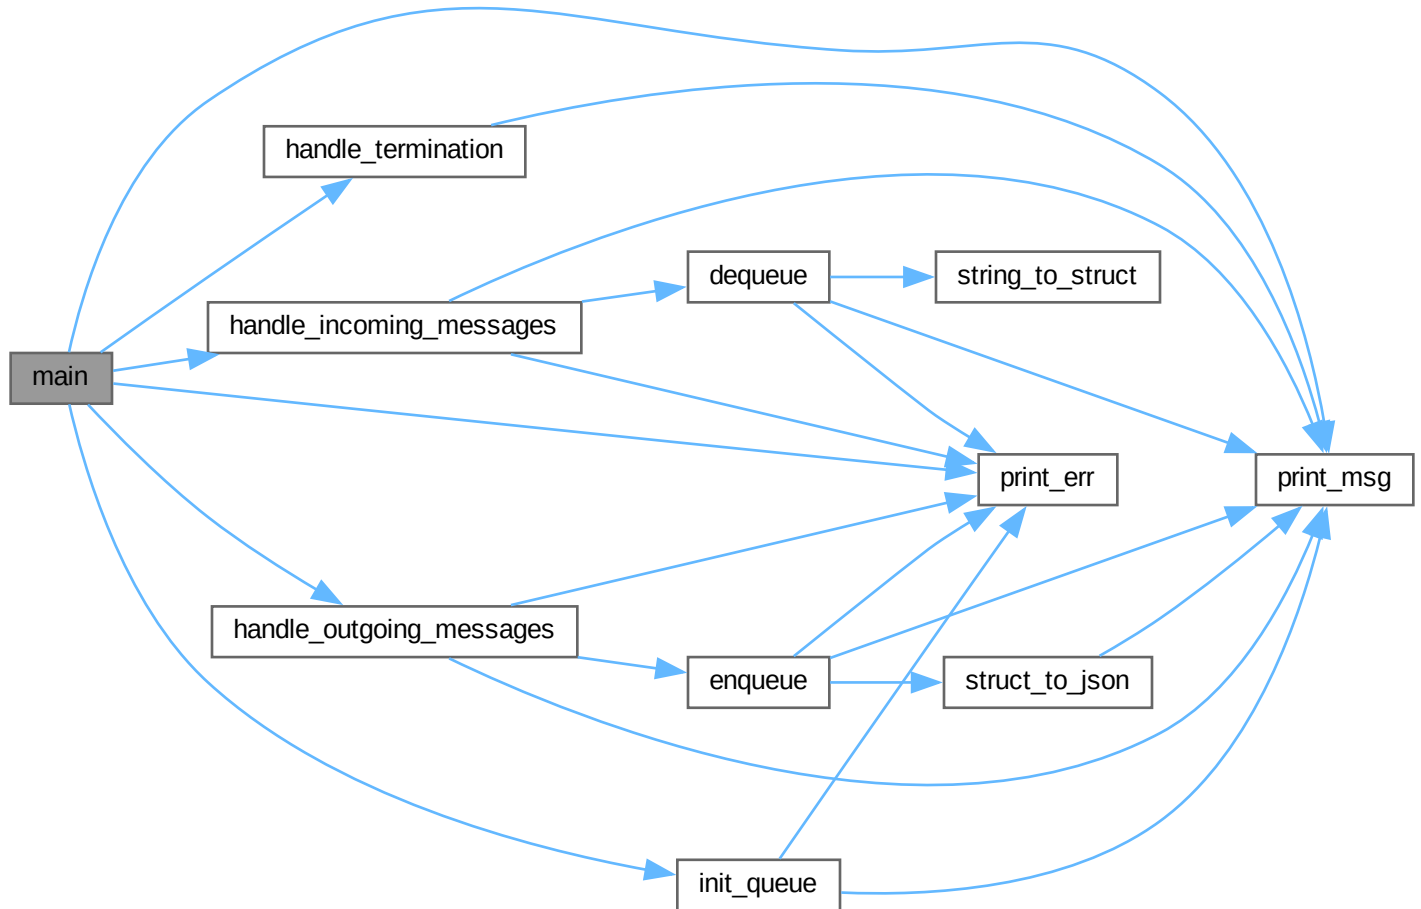 handle_termination
dequeue
string_to_struct
handle_incoming_messages
main
print_err
print_msg
handle_outgoing_messages
enqueue
struct_to_json
init_queue